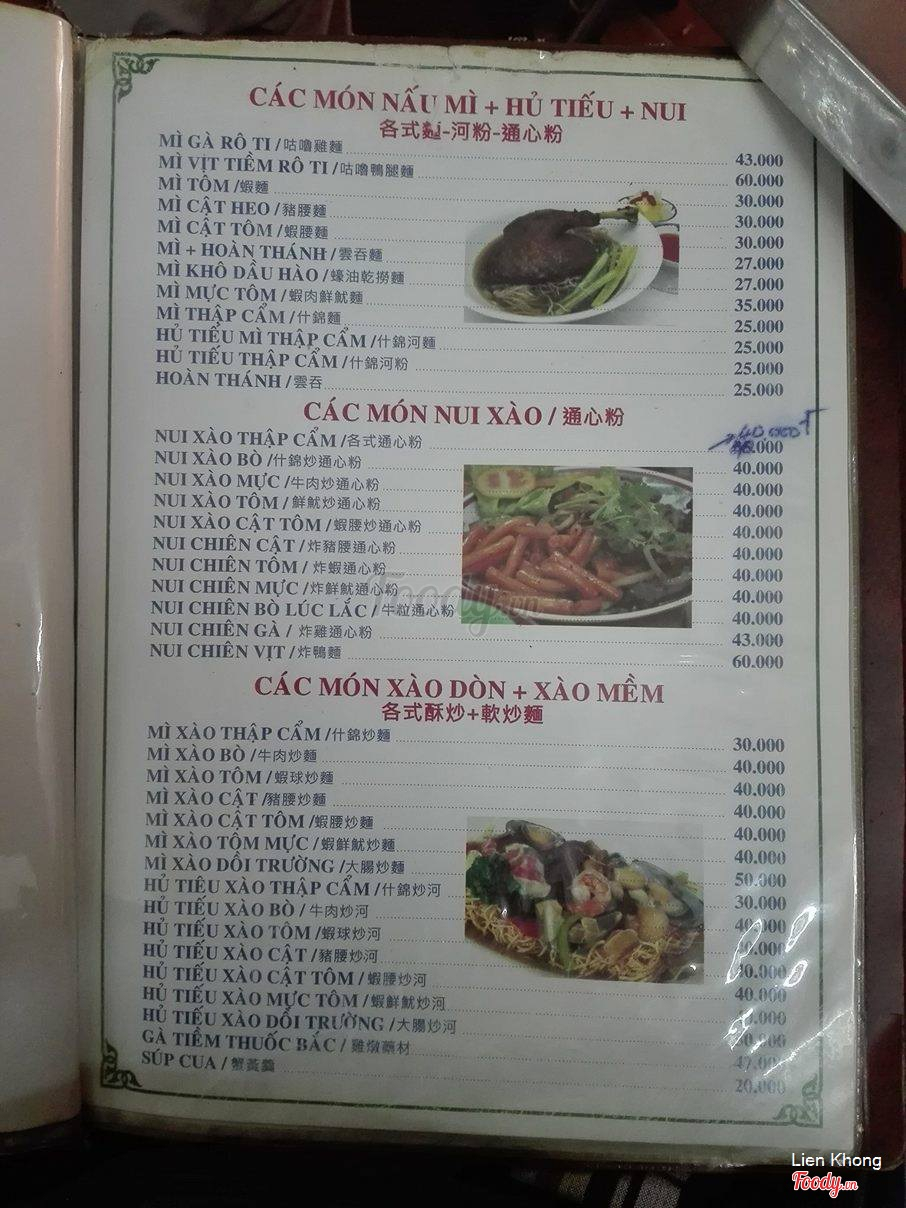 CÁC MÓN NẤU MÌ + HỦ TIẾU + NUI
各式麵-河粉-通心粉
MÌ GÀ RÔ TI / 咕嚕雞麵 43.000
MÌ VỊT TIỀM RÔ TI / 咕嚕鴨腿麵 60.000
MÌ TÔM / 蝦麵 30.000
MÌ CẬT HEO / 豬腰麵 30.000
MÌ CẬT TÔM / 蝦腰麵 30.000
MÌ + HOÀN THÁNH / 雲吞麵 27.000
MÌ KHÔ DẦU HÀO / 蠔油乾撈麵 27.000
MÌ MỰC TÔM / 蝦肉鮮魷麵 35.000
MÌ THẬP CẨM / 什錦麵 25.000
HỦ TIẾU MÌ THẬP CẨM / 什錦河麵 25.000
HỦ TIẾU THẬP CẨM / 什錦河粉 25.000
HOÀN THÁNH / 雲吞 25.000
CÁC MÓN NUI XÀO / 通心粉
NUI XÀO THẬP CẨM / 各式通心粉 40.000
NUI XÀO BÒ / 什錦炒通心粉 40.000
NUI XÀO MỰC / 牛肉炒通心粉 40.000
NUI XÀO TÔM / 鮮魷炒通心粉 40.000
NUI XÀO CẬT TÔM / 蝦腰炒通心粉 40.000
NUI CHIÊN CẬT / 炸豬腰通心粉 40.000
NUI CHIÊN TÔM / 炸蝦通心粉 40.000
NUI CHIÊN MỰC / 炸鮮魷通心粉 40.000
NUI CHIÊN BÒ LÚC LẮC / 牛粒通心粉 40.000
NUI CHIÊN GÀ / 炸雞通心粉 43.000
NUI CHIÊN VỊT / 炸鴨麵 60.000
CÁC MÓN XÀO DÒN + XÀO MỀM
各式酥炒+軟炒麵
MÌ XÀO THẬP CẨM / 什錦炒麵 30.000
MÌ XÀO BÒ / 牛肉炒麵 40.000
MÌ XÀO TÔM / 蝦球炒麵 40.000
MÌ XÀO CẬT / 豬腰炒麵 40.000
MÌ XÀO CẬT TÔM / 蝦腰炒麵 40.000
MÌ XÀO TÔM MỰC / 蝦鮮魷炒麵 40.000
MÌ XÀO DỒI TRƯỜNG / 大腸炒麵 50.000
HỦ TIẾU XÀO THẬP CẨM / 什錦炒河 30.000
HỦ TIẾU XÀO BÒ / 牛肉炒河 40.000
HỦ TIẾU XÀO TÔM / 蝦球炒河
HỦ TIẾU XÀO CẬT / 豬腰炒河 40.000
HỦ TIẾU XÀO CẬT TÔM / 蝦腰炒河 40.000
HỦ TIẾU XÀO MỰC TÔM / 蝦鮮魷炒河
HỦ TIẾU XÀO DỒI TRƯỜNG / 大腸炒河
GÀ TIỀM THUỐC BẮC / 雞燉藥材 47.000
SÚP CUA / 蟹黃羹 20.000
Foody.vn
Lien Khong
Foody.vn